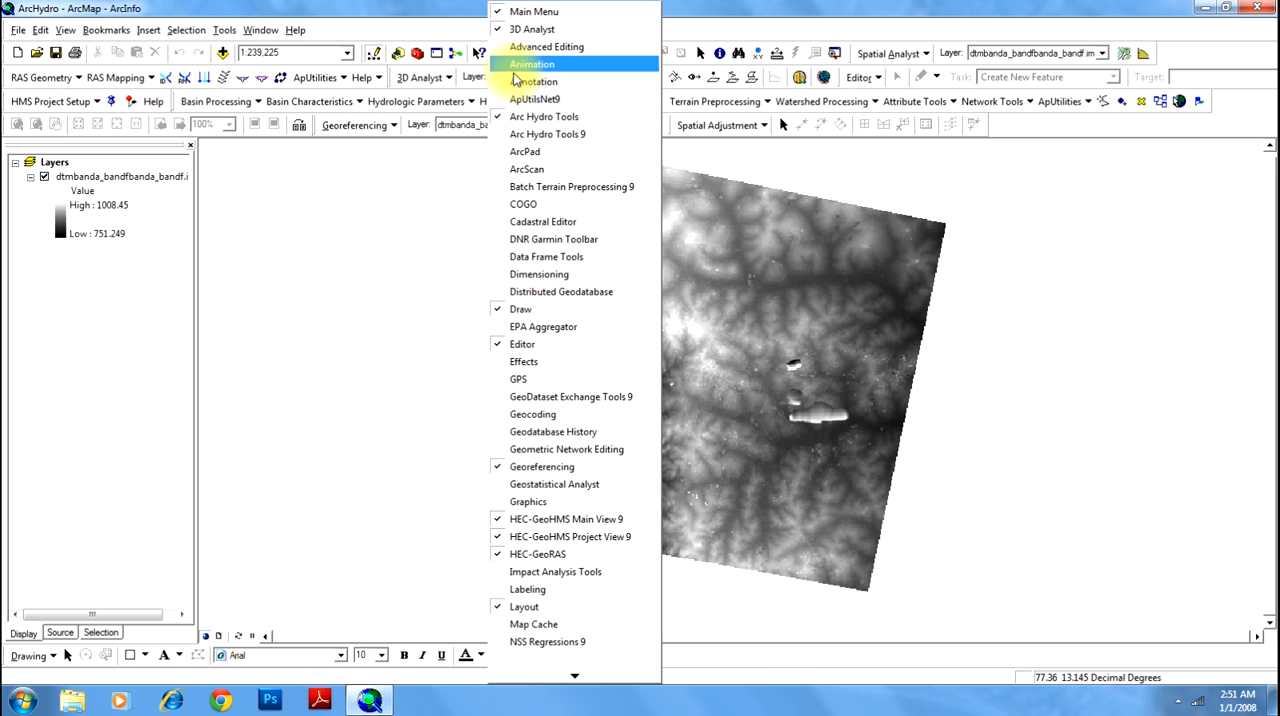 ArcHydro - ArcMap - ArcInfo
File Edit View Bookmarks Insert Selection Tools Window Help
1:239,225
Spatial Analyst Layer: dtmbanda_bandfbanda_bandf.im
RAS Geometry RAS Mapping ApUtilities Help 3D Analyst Layer:
Editor Task: Create New Feature Target:
HMS Project Setup Help Basin Processing Basin Characteristics Hydrologic Parameters H
Terrain Preprocessing Watershed Processing Attribute Tools Network Tools ApUtilities
100% Georeferencing Layer: dtmbanda_ba
Spatial Adjustment
Layers
dtmbanda_bandfbanda_bandf.i
Value
High : 1008.45
Low : 751.249
Main Menu
3D Analyst
Advanced Editing
Animation
Annotation
ApUtilsNet9
Arc Hydro Tools
Arc Hydro Tools 9
ArcPad
ArcScan
Batch Terrain Preprocessing 9
COGO
Cadastral Editor
DNR Garmin Toolbar
Data Frame Tools
Dimensioning
Distributed Geodatabase
Draw
EPA Aggregator
Editor
Effects
GPS
GeoDataset Exchange Tools 9
Geocoding
Geodatabase History
Geometric Network Editing
Georeferencing
Geostatistical Analyst
Graphics
HEC-GeoHMS Main View 9
HEC-GeoHMS Project View 9
HEC-GeoRAS
Impact Analysis Tools
Labeling
Layout
Map Cache
NSS Regressions 9
Display Source Selection
Drawing A Arial 10 B I U A
77.36 13.145 Decimal Degrees
Ps
2:51 AM
1/1/2008